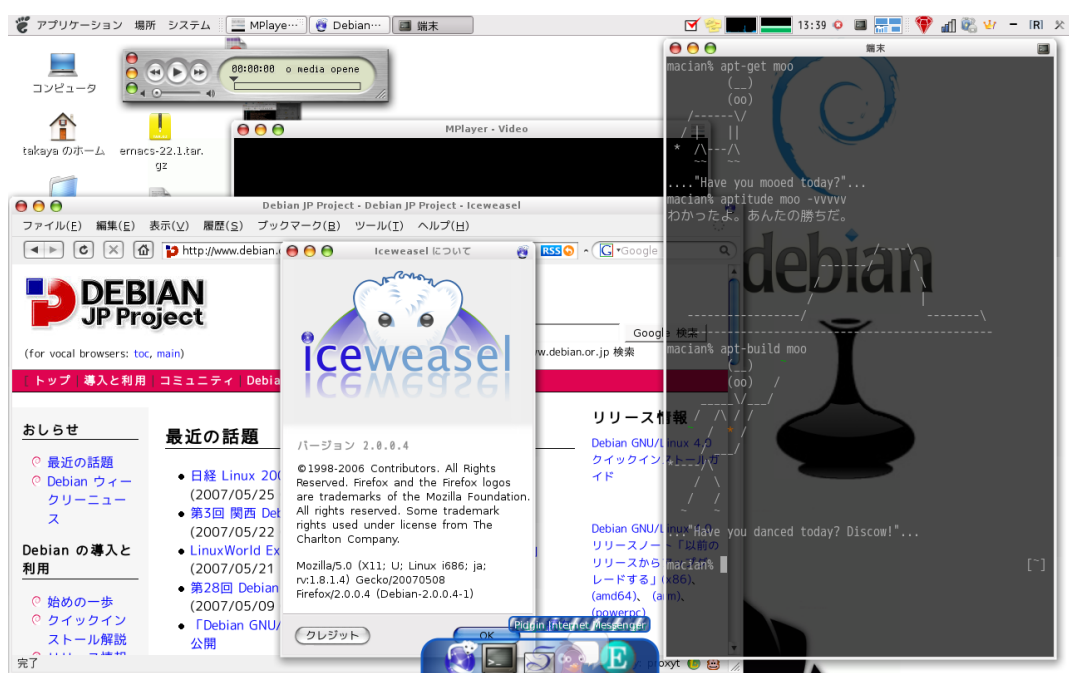 アプリケーション 場所 システム MPlaye… Debian… 端末 13:39 [R]
コンピュータ
takaya のホーム
emacs-22.1.tar.
gz
00:00:00 o media opene
MPlayer - Video
Debian JP Project - Debian JP Project - Iceweasel
ファイル(F) 編集(E) 表示(V) 履歴(S) ブックマーク(B) ツール(T) ヘルプ(H)
http://www.debian.
RSS
Google
DEBIAN
JP Project
Google 検索
(for vocal browsers: toc, main)
ww.debian.or.jp 検索
[ トップ | 導入と利用 | コミュニティ | Debia
おしらせ
最近の話題
Debian ウィー
クリーニュー
ス
Debian の導入と
利用
始めの一歩
クイックイン
ストール解説
最近の話題
日経 Linux 200
(2007/05/25
第3回 関西 Deb
(2007/05/22
LinuxWorld Ex
(2007/05/21
第28回 Debian
(2007/05/09
「Debian GNU/
公開
リリース情報
Debian GNU/Linux 4.0
クイックインストールガ
イド
Debian GNU/Linux 4.0
リリースノート「以前の
リリースから
レードする」(x86)、
(amd64)、 (arm)、
(powerpc)
完了
proxyt
Iceweasel について
iceweasel
バージョン 2.0.0.4
©1998-2006 Contributors. All Rights
Reserved. Firefox and the Firefox logos
are trademarks of the Mozilla Foundation.
All rights reserved. Some trademark
rights used under license from The
Charlton Company.
Mozilla/5.0 (X11; U; Linux i686; ja;
rv:1.8.1.4) Gecko/20070508
Firefox/2.0.0.4 (Debian-2.0.0.4-1)
クレジット
OK
Pidgin Internet Messenger
端末
macian% apt-get moo
(__)
(oo)
/------\/
/ |    ||
*  /\---/\
~~   ~~
...."Have you mooed today?"...
macian% aptitude moo -vvvvv
わかったよ。あんたの勝ちだ。
debian
macian% apt-build moo
(__)
(oo)   /
_____\/___/
/  /\ / /
...."Have you danced today? Discow!"...
macian%
[~]